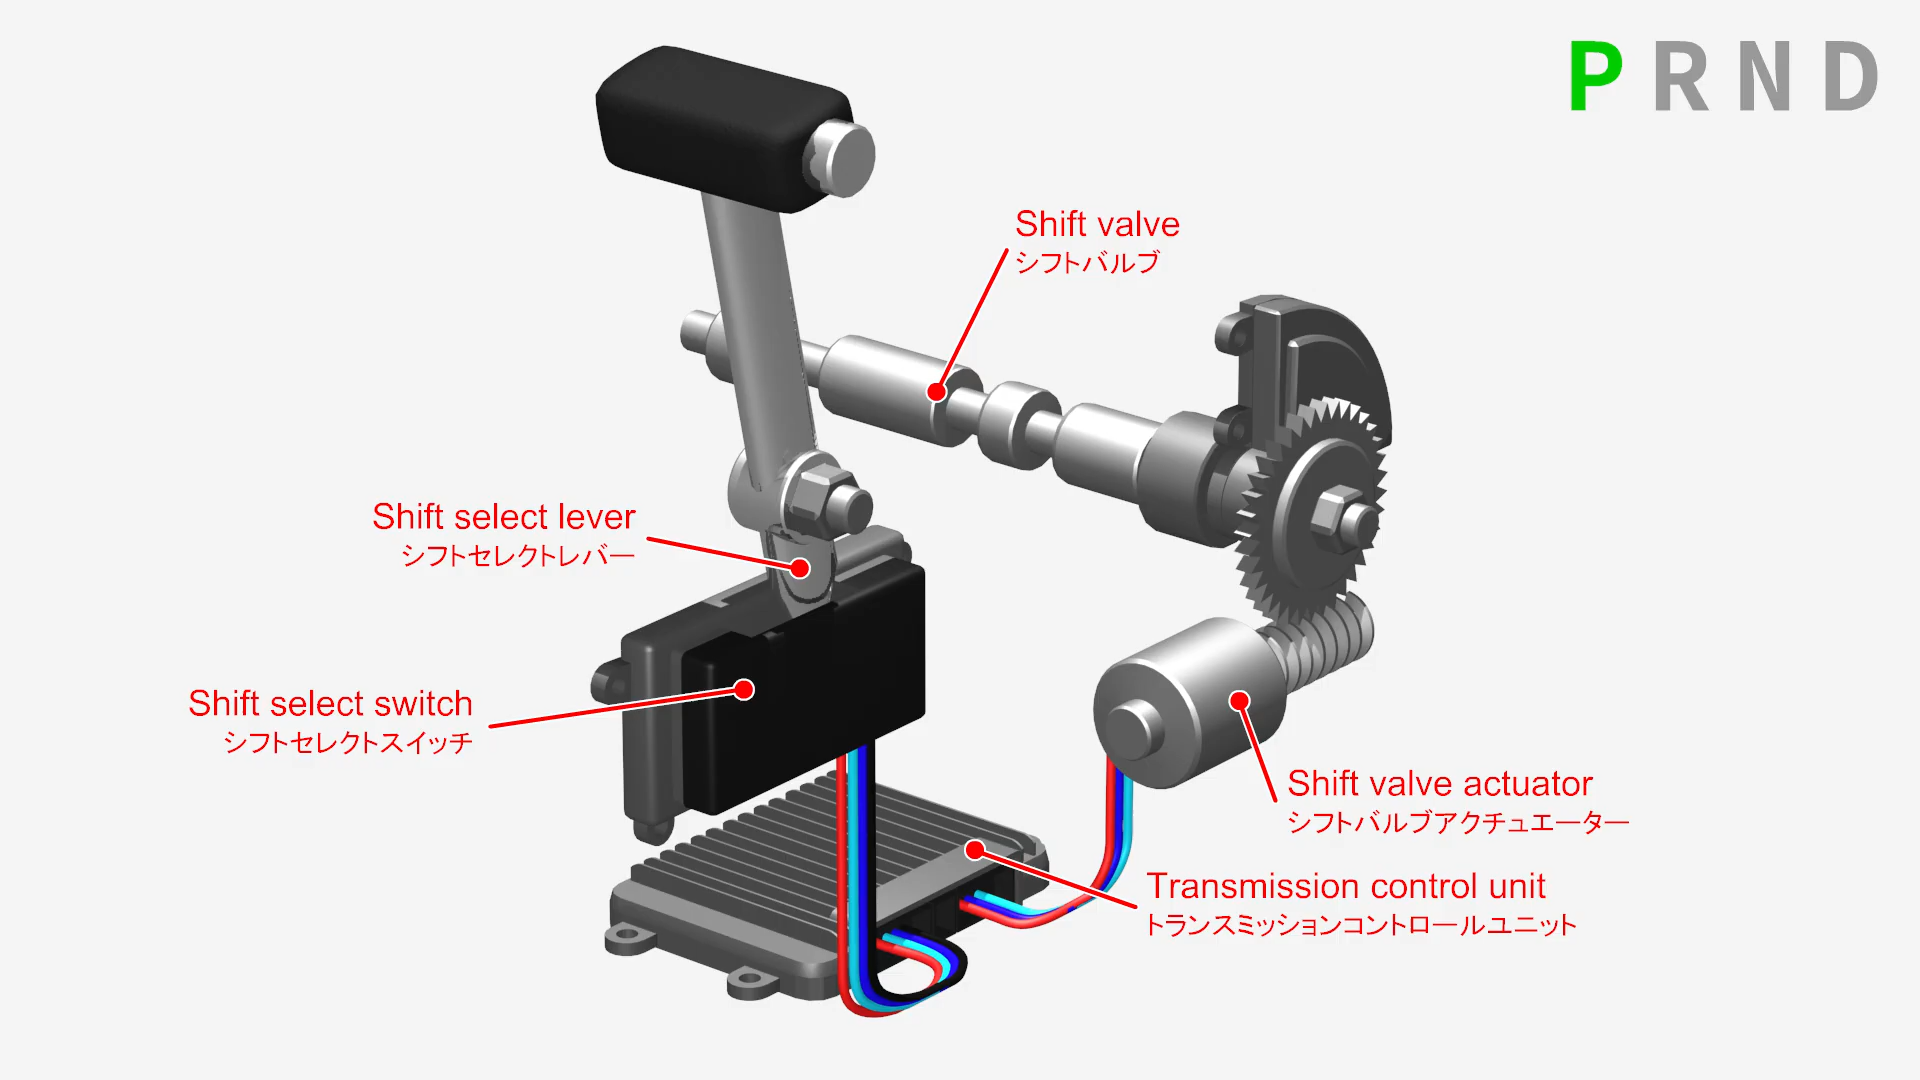 P R N D
Shift valve
シフトバルブ
Shift select lever
シフトセレクトレバー
Shift select switch
シフトセレクトスイッチ
Shift valve actuator
シフトバルブアクチュエーター
Transmission control unit
トランスミッションコントロールユニット